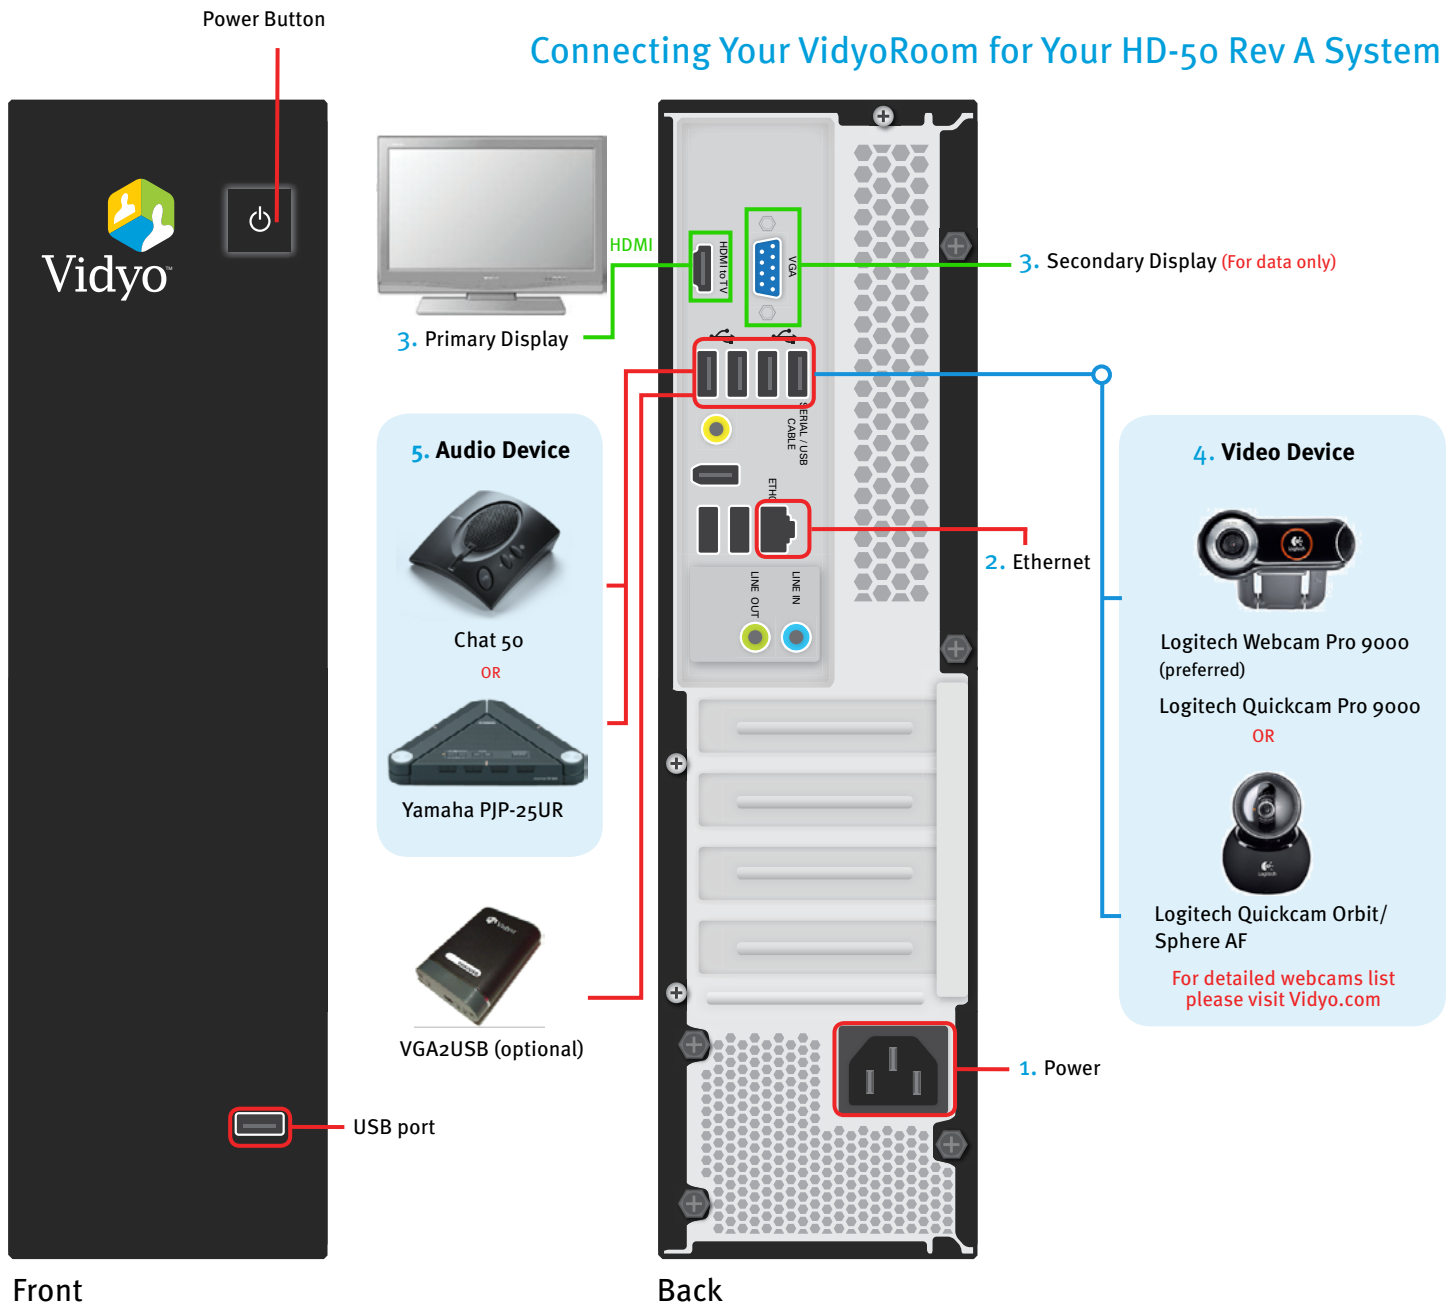 Power Button
Connecting Your VidyoRoom for Your HD-50 Rev A System
Vidyo™
HDMI
HDMI to TV
VGA
3. Primary Display
3. Secondary Display (For data only)
SERIAL / USB
CABLE
ETHO
5. Audio Device
Chat 50
OR
Yamaha PJP-25UR
4. Video Device
Logitech
Logitech Webcam Pro 9000
(preferred)
Logitech Quickcam Pro 9000
OR
Logitech
Logitech Quickcam Orbit/
Sphere AF
For detailed webcams list
please visit Vidyo.com
2. Ethernet
LINE OUT
LINE IN
Vidyo
VGA2USB (optional)
1. Power
USB port
Front
Back